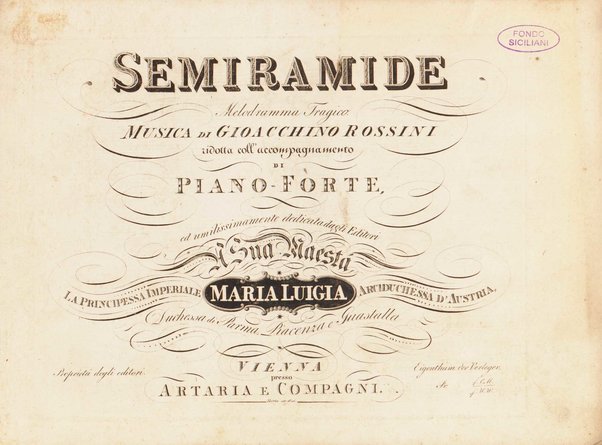 FONDO
SICILIANI
SEMIRAMIDE
Melodramma Tragico
MUSICA DI GIOACCHINO ROSSINI
ridotta coll'accompagnamento
DI
PIANO-FORTE,
ed umilissimamente dedicata dagli Editori
A Sua Maestà
LA PRINCIPESSA IMPERIALE MARIA LUIGIA ARCIDUCHESSA D'AUSTRIA,
Duchessa di Parma, Piacenza e Guastalla
VIENNA
presso
ARTARIA E COMPAGNI.
Proprietà degli editori.
Eigenthum der Verleger.